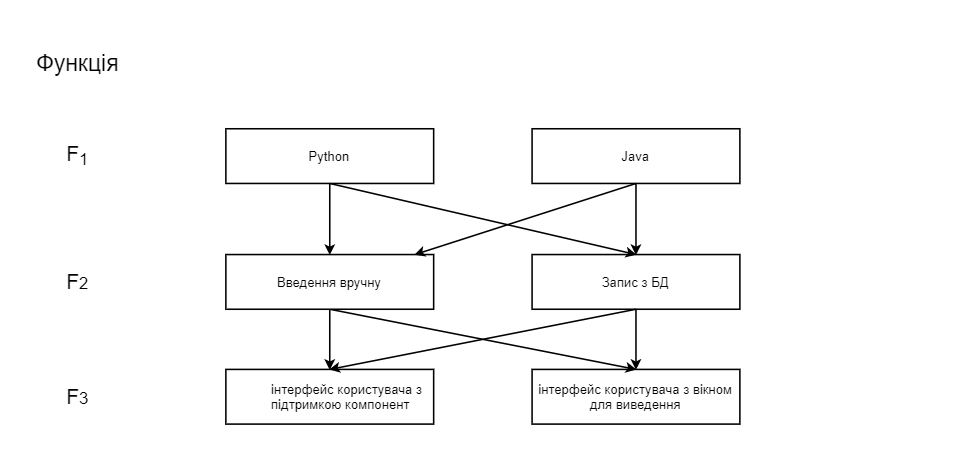 Функція
F1
Python
Java
F2
Введення вручну
Запис з БД
F3
інтерфейс користувача з
підтримкою компонент
інтерфейс користувача з вікном
для виведення